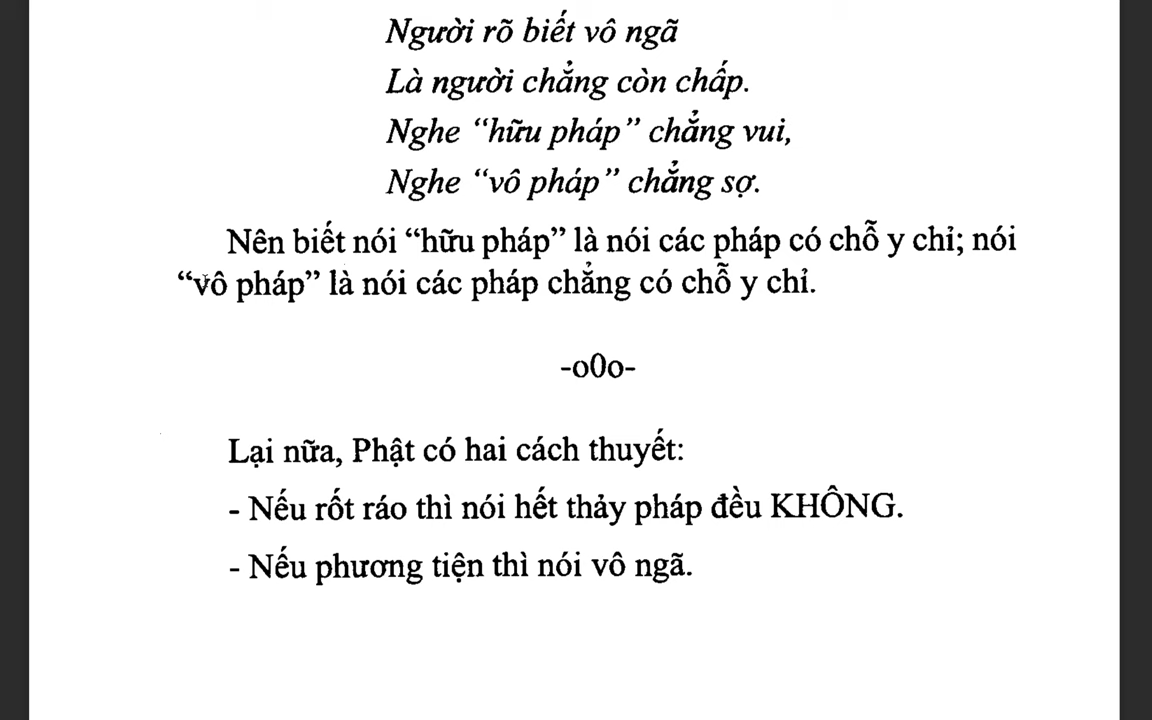 Người rõ biết vô ngã
Là người chẳng còn chấp.
Nghe “hữu pháp” chẳng vui,
Nghe “vô pháp” chẳng sợ.
Nên biết nói “hữu pháp” là nói các pháp có chỗ y chỉ; nói
“vô pháp” là nói các pháp chẳng có chỗ y chỉ.
-o0o-
Lại nữa, Phật có hai cách thuyết:
- Nếu rốt ráo thì nói hết thảy pháp đều KHÔNG.
- Nếu phương tiện thì nói vô ngã.